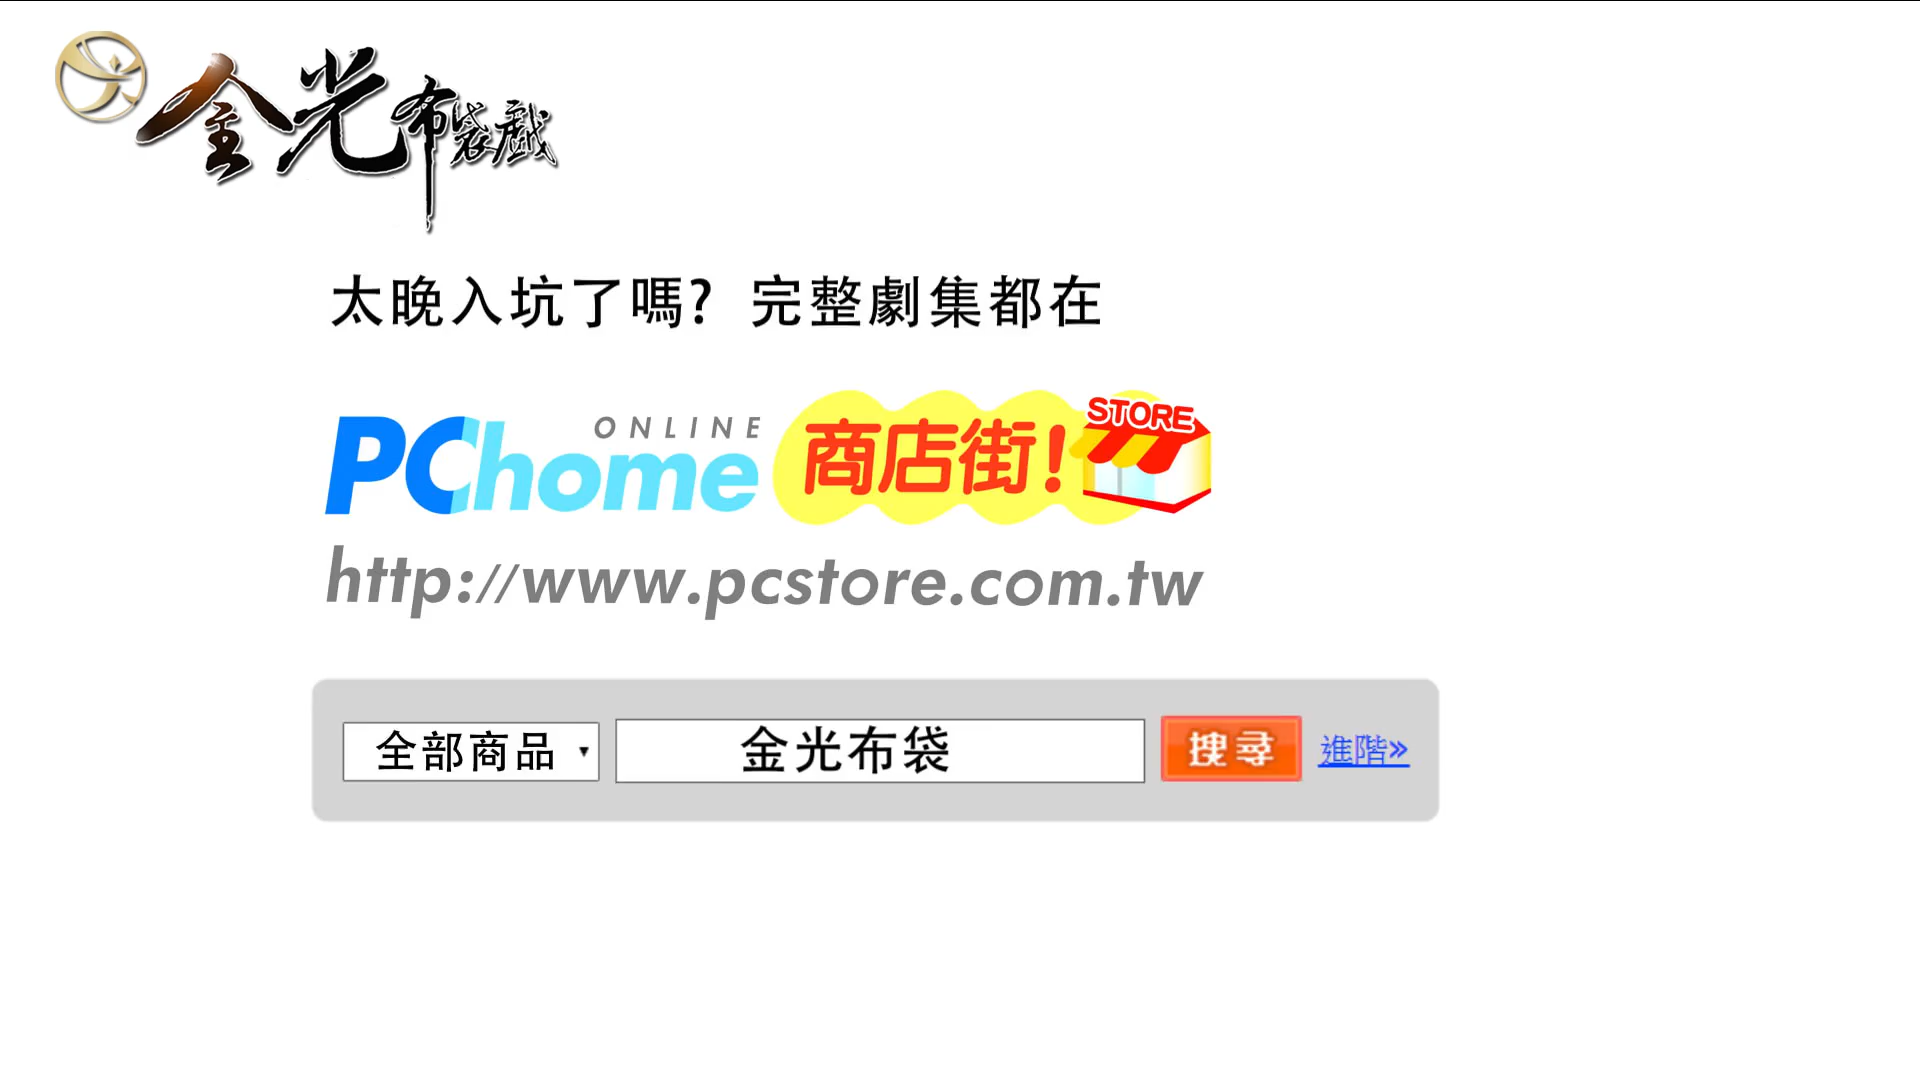 金光布袋戲
太晚入坑了嗎? 完整劇集都在
PChome ONLINE 商店街! STORE
http://www.pcstore.com.tw
全部商品 ▾ 金光布袋 搜尋 進階»